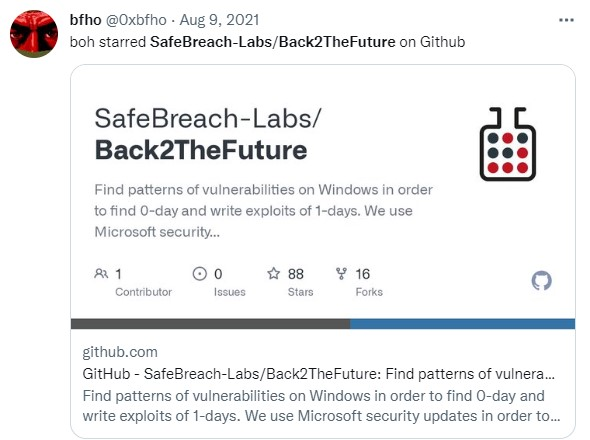 bfho @0xbfho · Aug 9, 2021
boh starred SafeBreach-Labs/Back2TheFuture on Github
SafeBreach-Labs/
Back2TheFuture
Find patterns of vulnerabilities on Windows in order
to find 0-day and write exploits of 1-days. We use
Microsoft security...
1 0 88 16
Contributor Issues Stars Forks
github.com
GitHub - SafeBreach-Labs/Back2TheFuture: Find patterns of vulnera...
Find patterns of vulnerabilities on Windows in order to find 0-day and
write exploits of 1-days. We use Microsoft security updates in order to...